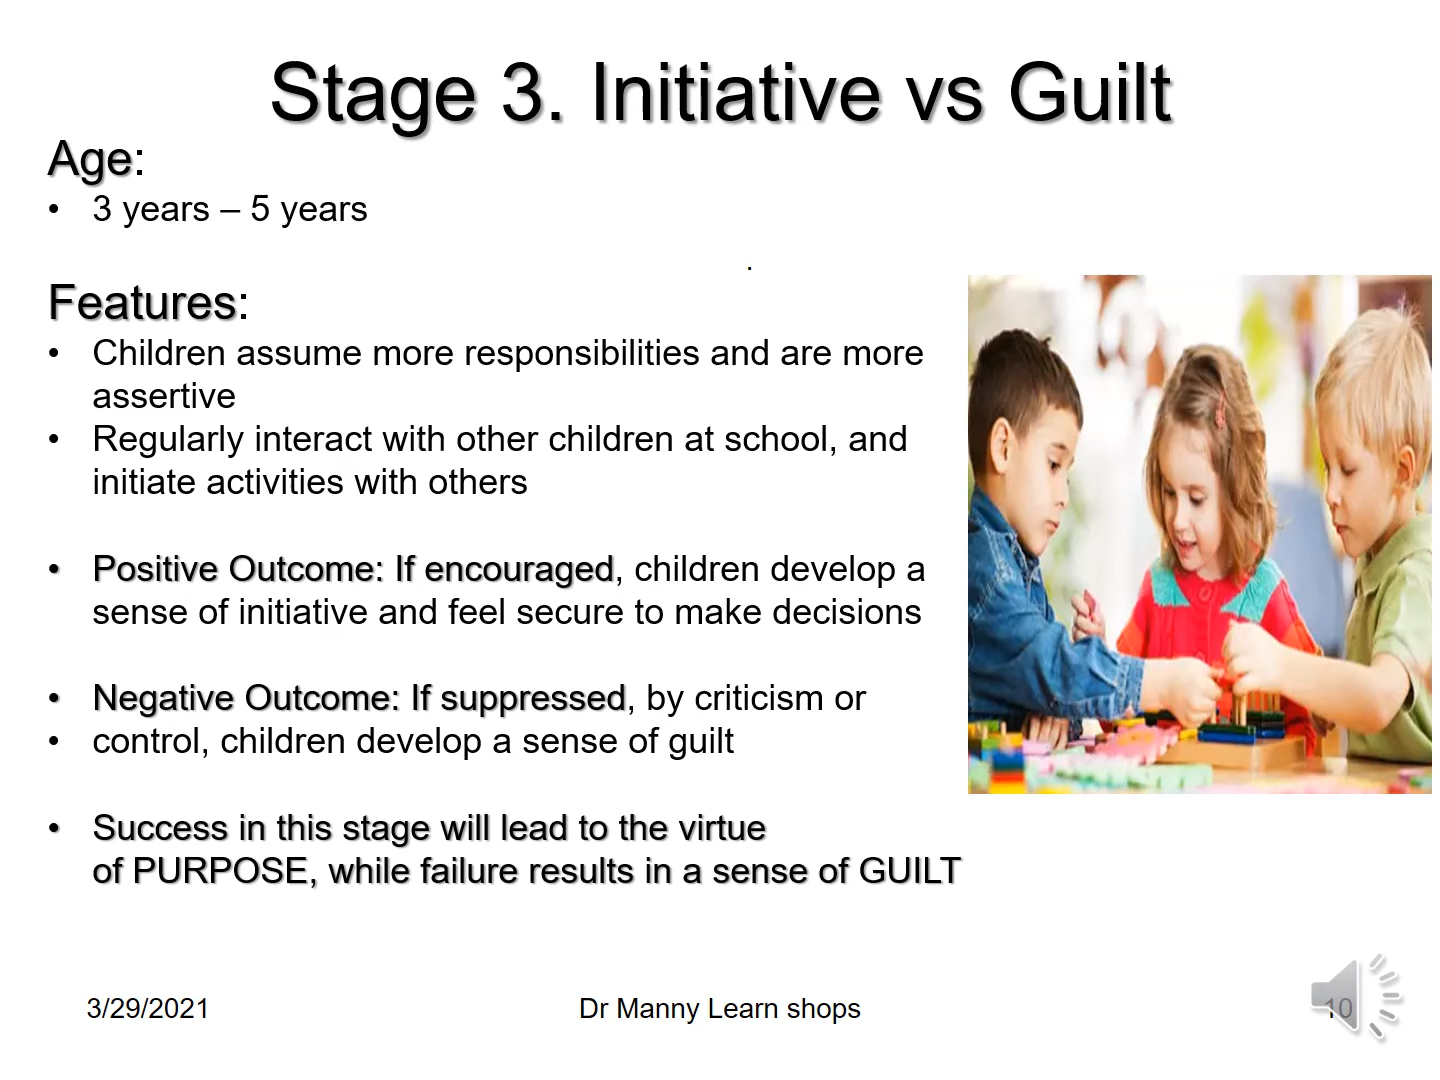 Stage 3. Initiative vs Guilt
Age:
• 3 years – 5 years
.
Features:
• Children assume more responsibilities and are more
assertive
• Regularly interact with other children at school, and
initiate activities with others
• Positive Outcome: If encouraged, children develop a
sense of initiative and feel secure to make decisions
• Negative Outcome: If suppressed, by criticism or
• control, children develop a sense of guilt
• Success in this stage will lead to the virtue
of PURPOSE, while failure results in a sense of GUILT
3/29/2021
Dr Manny Learn shops
10